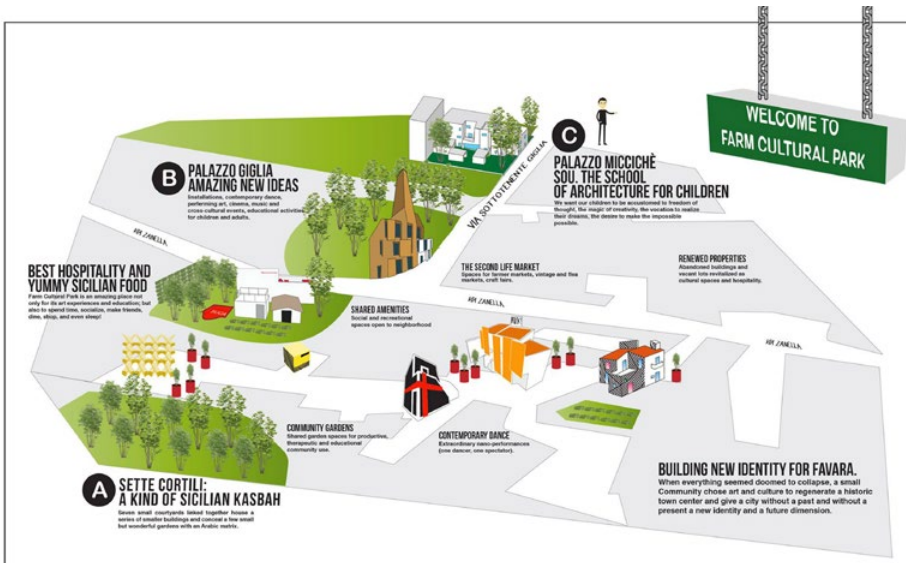 WELCOME TO
FARM CULTURAL PARK
C
PALAZZO MICCICHÈ
SOU. THE SCHOOL
OF ARCHITECTURE FOR CHILDREN
We want our children to be accustomed to freedom of
thought, the magic of creativity, the vocation to realize
their dreams, the desire to make the impossible
possible.
B
PALAZZO GIGLIA
AMAZING NEW IDEAS
Installations, contemporary dance,
performing art, cinema, music and
cross cultural events, educational activities
for children and adults.
VIA SOTTOTENENTE GIGLIA
VIA ZANELLA
BEST HOSPITALITY AND
YUMMY SICILIAN FOOD
Farm Cultural Park is an amazing place not
only for its art experiences and education; but
also to spend time, socialize, make friends,
dine, shop, and even sleep!
THE SECOND LIFE MARKET
Spaces for farmer markets, vintage and flea
markets, craft fairs.
RENEWED PROPERTIES
Abandoned buildings and
vacant lots revitalized as
cultural spaces and hospitality.
SHARED AMENITIES
Social and recreational
spaces open to neighborhood
VIA ZANELLA
VIA ZANELLA
COMMUNITY GARDENS
Shared garden spaces for productive,
therapeutic and educational
community use.
CONTEMPORARY DANCE
Extraordinary nano-performances
(one dancer, one spectator).
A
SETTE CORTILI:
A KIND OF SICILIAN KASBAH
Seven small courtyards linked together house a
series of smaller buildings and conceal a few small
but wonderful gardens with an Arabic matrix.
BUILDING NEW IDENTITY FOR FAVARA.
When everything seemed doomed to collapse, a small
Community chose art and culture to regenerate a historic
town center and give a city without a past and without a
present a new identity and a future dimension.